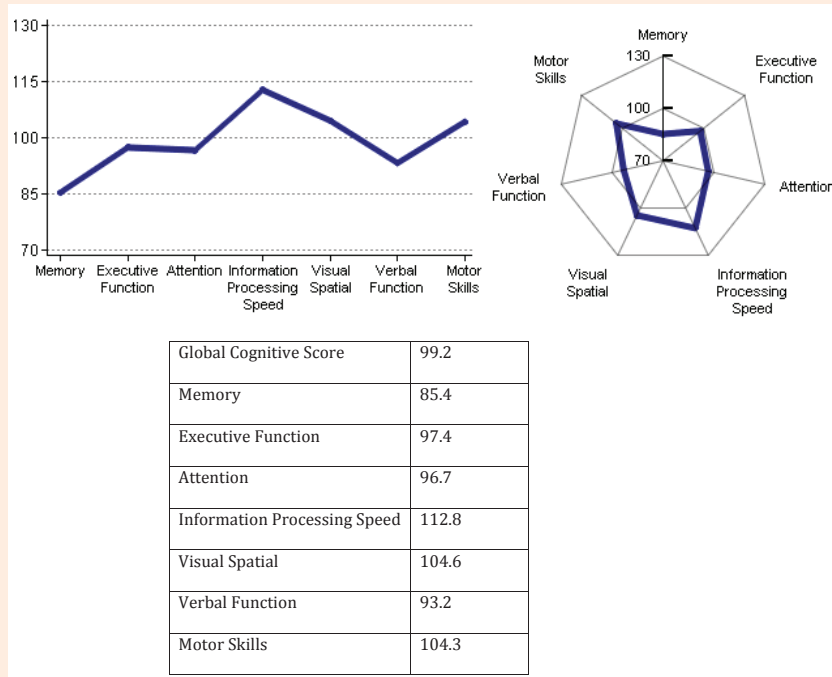 130
115
100
85
70
Memory Executive Attention Information Visual Verbal Motor
Function Processing Spatial Function Skills
Speed
Memory
130
Motor
Skills
Executive
Function
100
70
Verbal
Function
Attention
Visual
Spatial
Information
Processing
Speed
Global Cognitive Score 99.2
Memory 85.4
Executive Function 97.4
Attention 96.7
Information Processing Speed 112.8
Visual Spatial 104.6
Verbal Function 93.2
Motor Skills 104.3